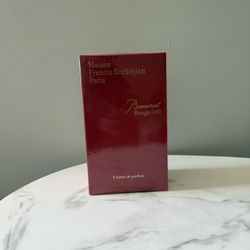 Maison
Francis Kurkdjian
Paris
Baccarat
Rouge 540
Extrait de parfum